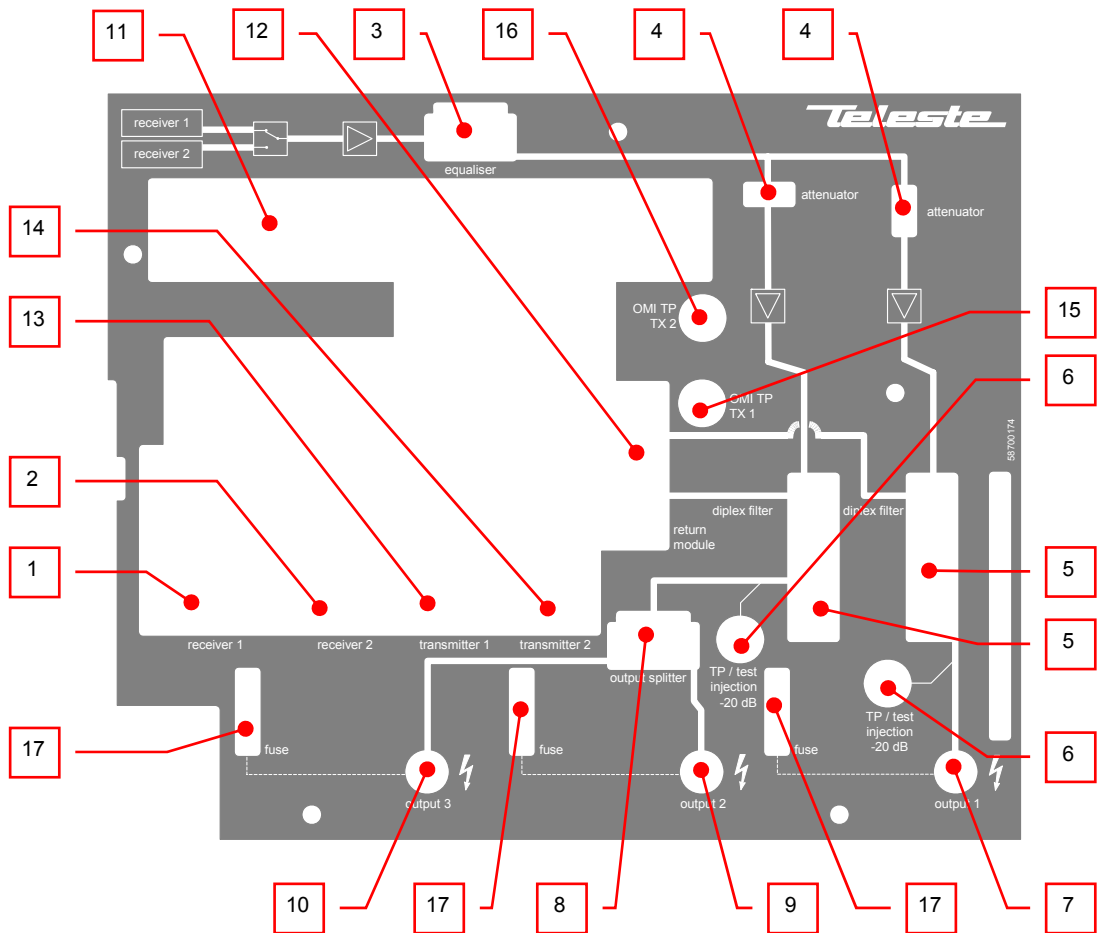 11
12
3
16
4
4
Teleste
receiver 1
receiver 2
equaliser
attenuator
attenuator
14
13
OMI TP
TX 2
15
OMI TP
TX 1
6
58700174
2
1
diplex filter
diplex filter
return
module
5
5
receiver 1
receiver 2
transmitter 1
transmitter 2
output splitter
TP / test
injection
-20 dB
TP / test
injection
-20 dB
17
fuse
fuse
fuse
6
output 3
output 2
output 1
10
17
8
9
17
7